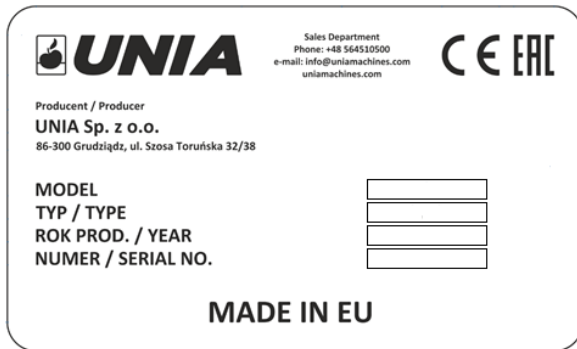 UNIA
Sales Department
Phone: +48 564510500
e-mail: info@uniamachines.com
uniamachines.com
CE EAC
Producent / Producer
UNIA Sp. z o.o.
86-300 Grudziądz, ul. Szosa Toruńska 32/38
MODEL
TYP / TYPE
ROK PROD. / YEAR
NUMER / SERIAL NO.
MADE IN EU